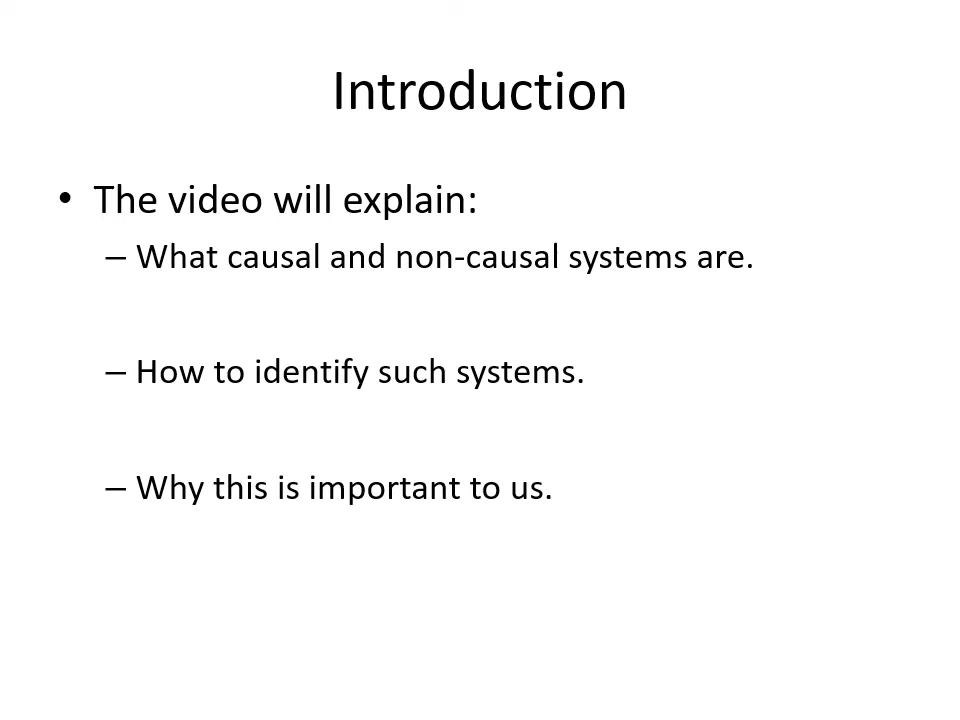 Introduction
• The video will explain:
– What causal and non-causal systems are.
– How to identify such systems.
– Why this is important to us.